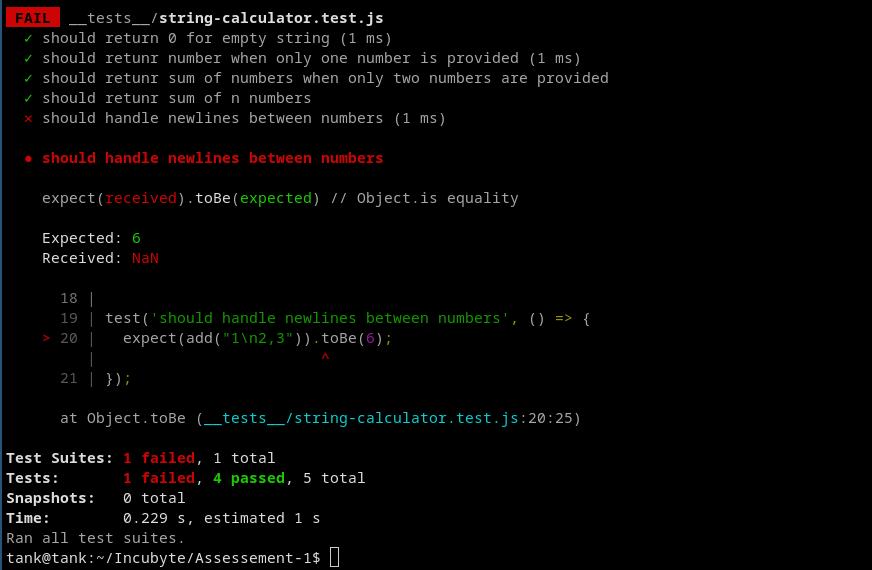 FAIL __tests__/string-calculator.test.js
✓ should return 0 for empty string (1 ms)
✓ should retunr number when only one number is provided (1 ms)
✓ should retunr sum of numbers when only two numbers are provided
✓ should retunr sum of n numbers
✕ should handle newlines between numbers (1 ms)
● should handle newlines between numbers
expect(received).toBe(expected) // Object.is equality
Expected: 6
Received: NaN
18 |
19 | test('should handle newlines between numbers', () => {
> 20 |   expect(add("1\n2,3")).toBe(6);
|                         ^
21 | });
at Object.toBe (__tests__/string-calculator.test.js:20:25)
Test Suites: 1 failed, 1 total
Tests:       1 failed, 4 passed, 5 total
Snapshots:   0 total
Time:        0.229 s, estimated 1 s
Ran all test suites.
tank@tank:~/Incubyte/Assessement-1$